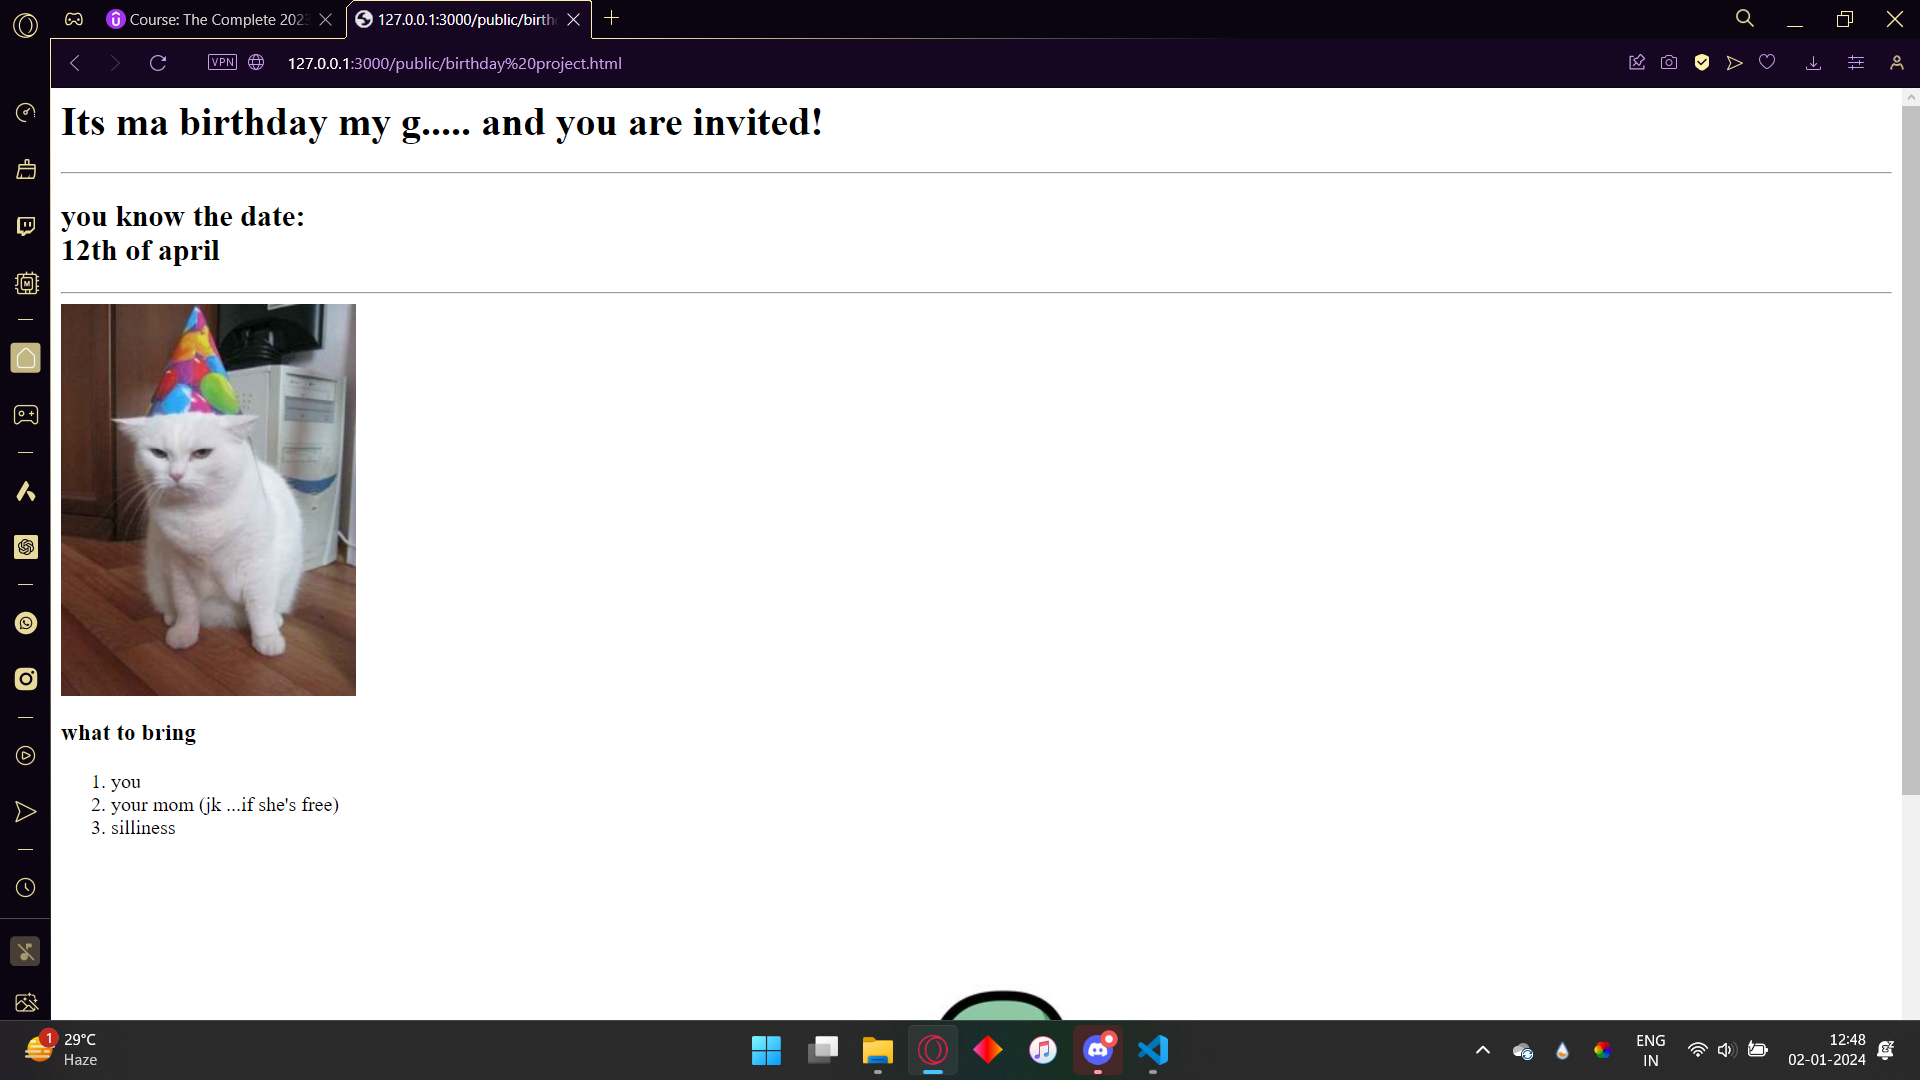 Course: The Complete 202
127.0.0.1:3000/public/birth
VPN
127.0.0.1:3000/public/birthday%20project.html
Its ma birthday my g..... and you are invited!
you know the date:
12th of april
what to bring
1. you
2. your mom (jk ...if she's free)
3. silliness
1
29°C
Haze
ENG
IN
12:48
02-01-2024